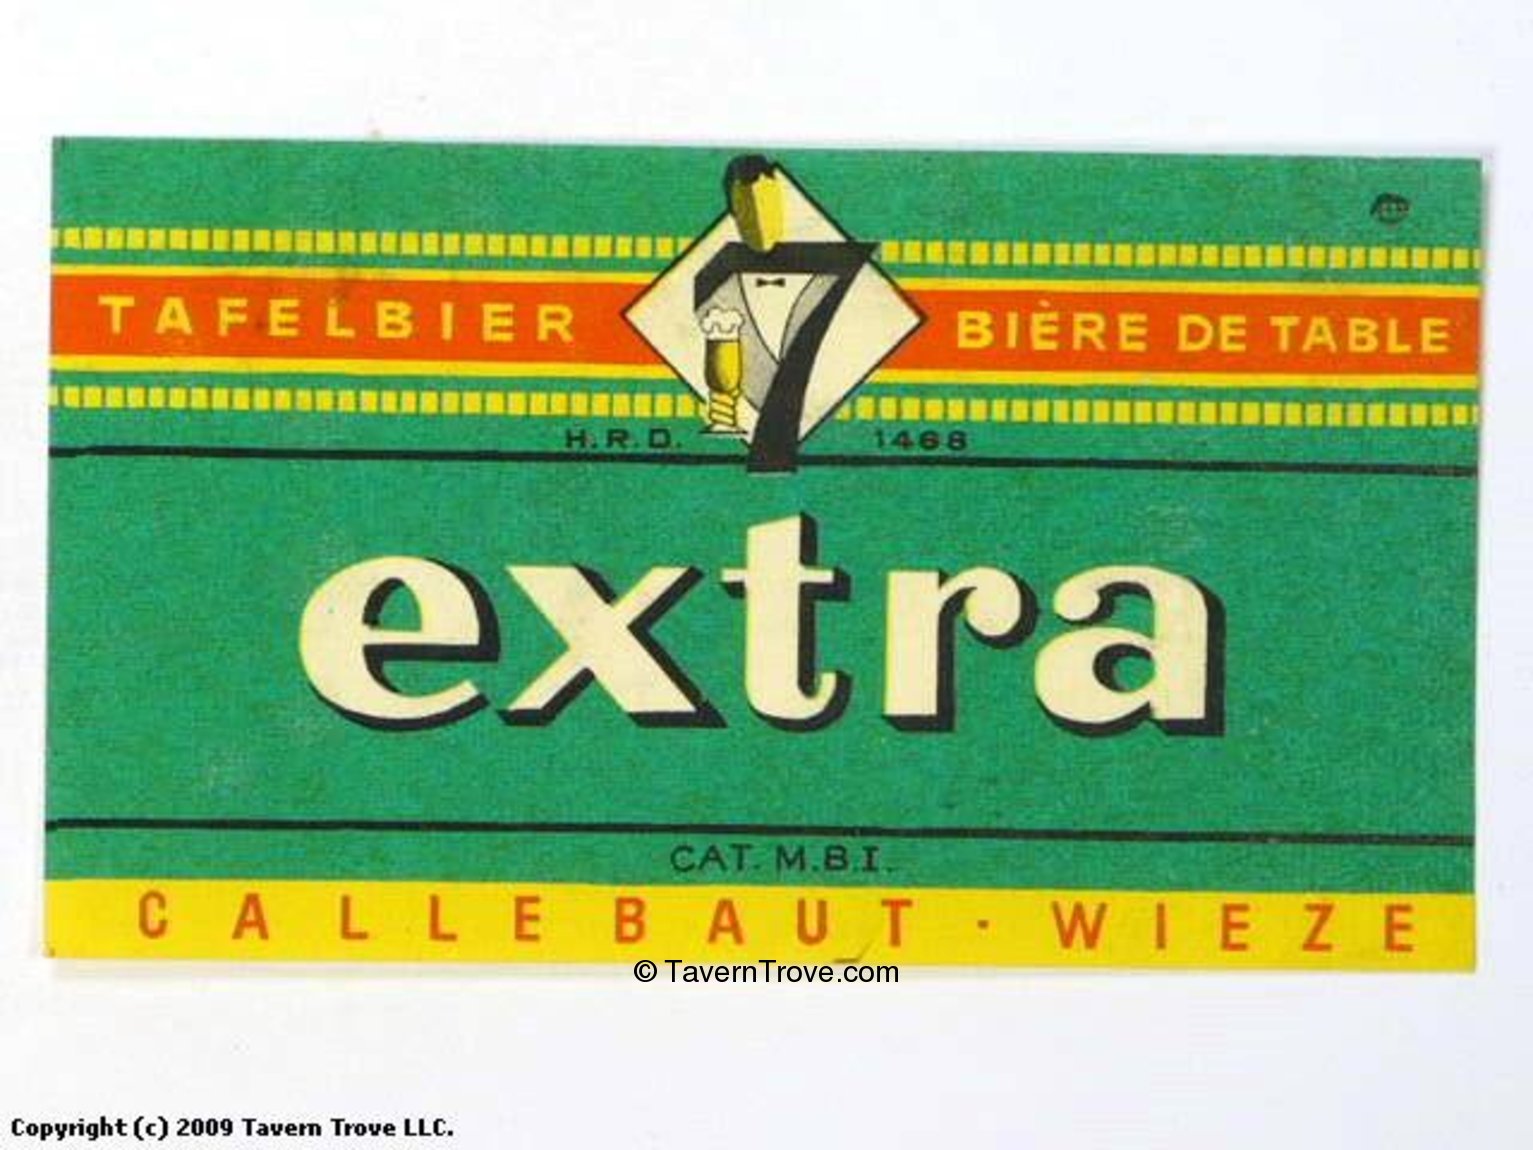 TAFELBIER 7 BIÈRE DE TABLE
H.R.D. 1468
extra
CAT. M.B.I.
CALLEBAUT · WIEZE
© TavernTrove.com
Copyright (c) 2009 Tavern Trove LLC.